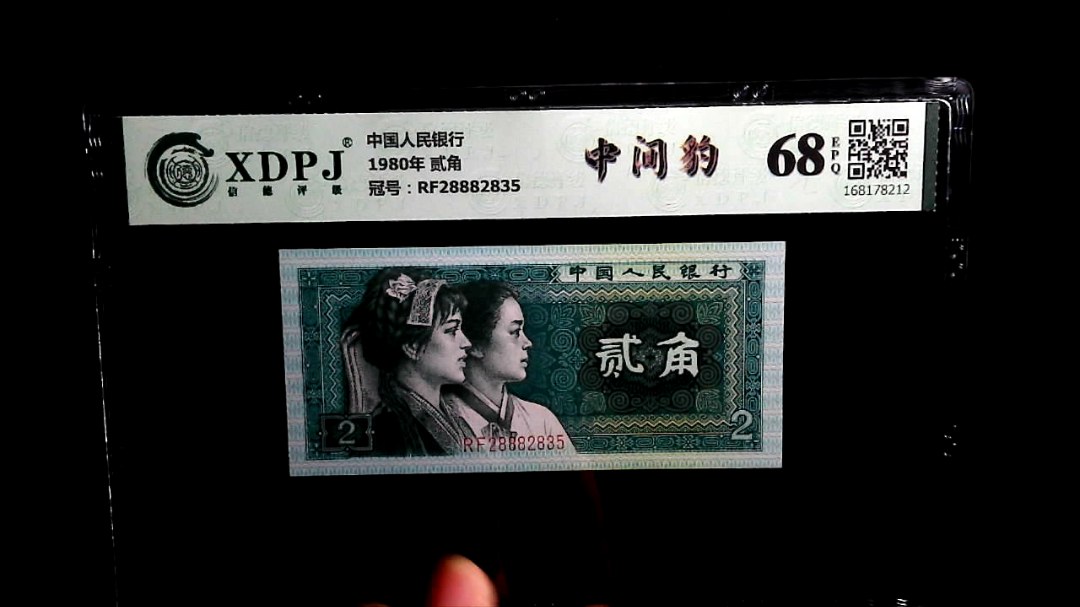 XDPJ®
信德评级
中国人民银行
1980年 贰角
冠号：RF28882835
中间豹
68 EPQ
168178212
中国人民银行
贰角
2
2
RF28882835